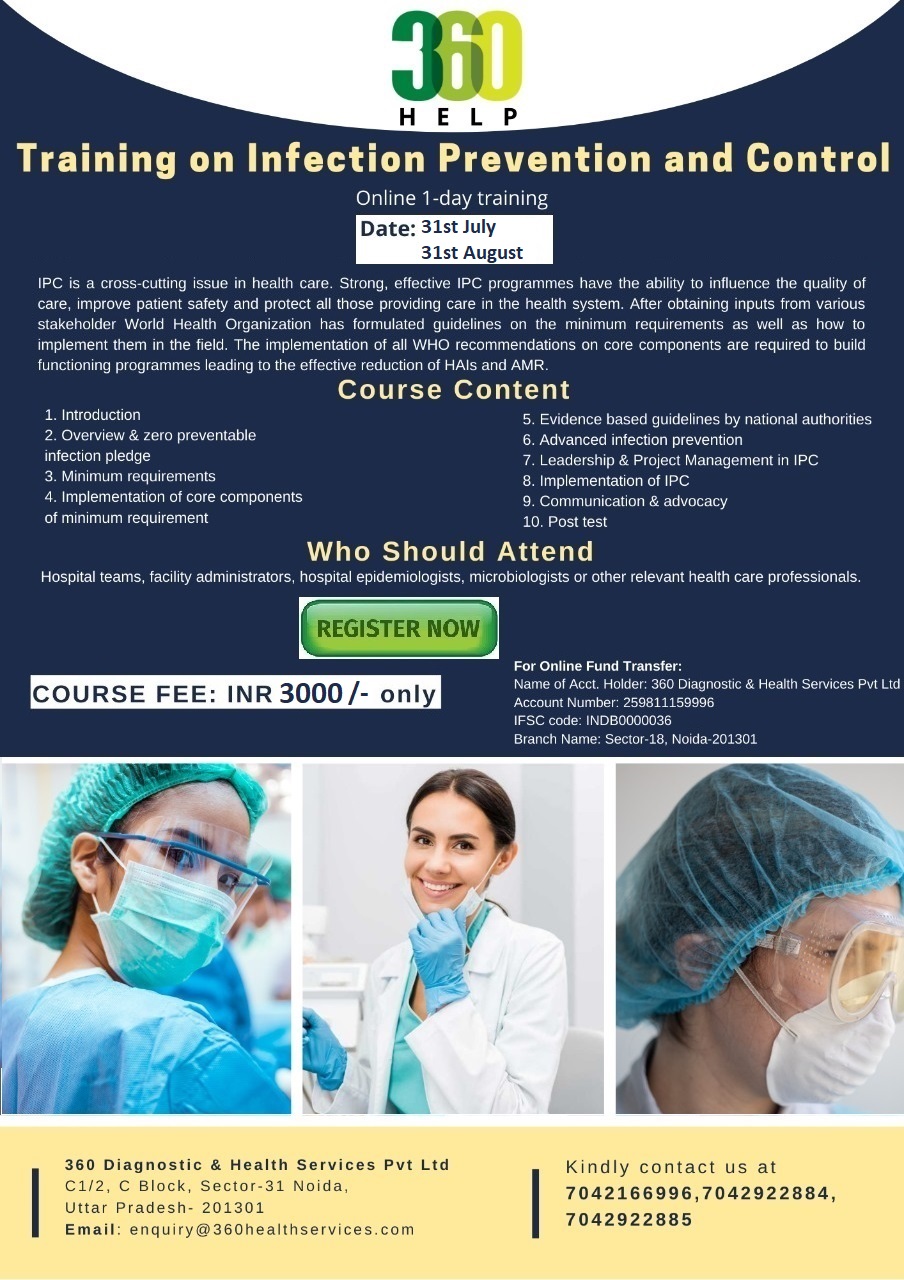 360
HELP
Training on Infection Prevention and Control
Online 1-day training
Date: 31st July
31st August
IPC is a cross-cutting issue in health care. Strong, effective IPC programmes have the ability to influence the quality of
care, improve patient safety and protect all those providing care in the health system. After obtaining inputs from various
stakeholder World Health Organization has formulated guidelines on the minimum requirements as well as how to
implement them in the field. The implementation of all WHO recommendations on core components are required to build
functioning programmes leading to the effective reduction of HAIs and AMR.
Course Content
1. Introduction
2. Overview & zero preventable
infection pledge
3. Minimum requirements
4. Implementation of core components
of minimum requirement
5. Evidence based guidelines by national authorities
6. Advanced infection prevention
7. Leadership & Project Management in IPC
8. Implementation of IPC
9. Communication & advocacy
10. Post test
Who Should Attend
Hospital teams, facility administrators, hospital epidemiologists, microbiologists or other relevant health care professionals.
REGISTER NOW
COURSE FEE: INR 3000 /- only
For Online Fund Transfer:
Name of Acct. Holder: 360 Diagnostic & Health Services Pvt Ltd
Account Number: 259811159996
IFSC code: INDB0000036
Branch Name: Sector-18, Noida-201301
360 Diagnostic & Health Services Pvt Ltd
C1/2, C Block, Sector-31 Noida,
Uttar Pradesh- 201301
Email: enquiry@360healthservices.com
Kindly contact us at
7042166996,7042922884,
7042922885